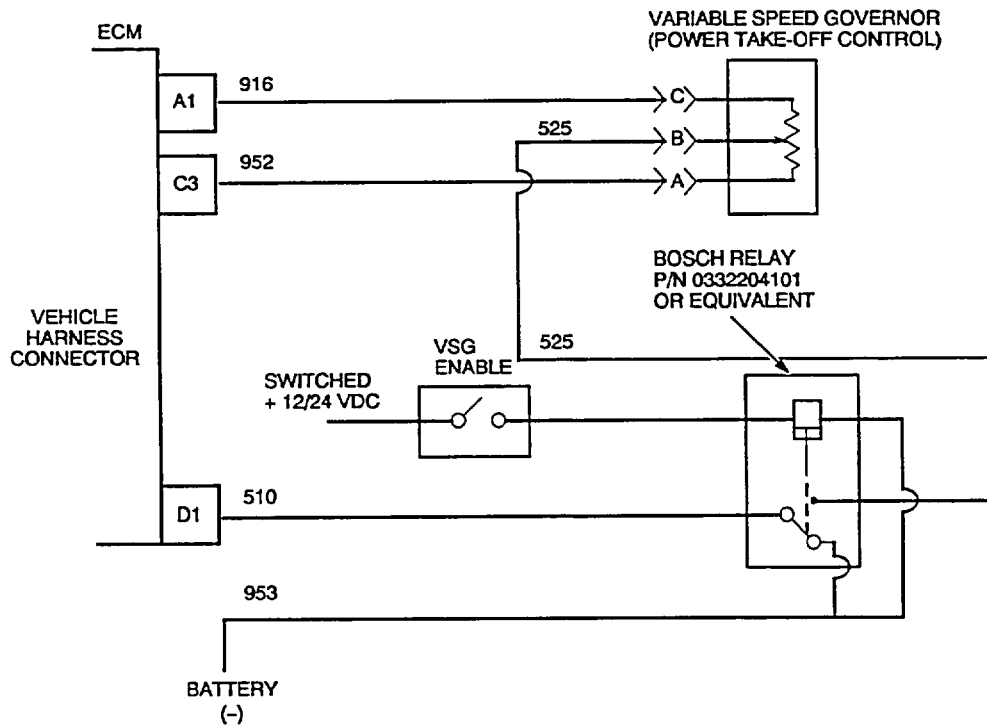 VARIABLE SPEED GOVERNOR
(POWER TAKE-OFF CONTROL)
ECM
A1
916
C
525
B
C3
952
A
BOSCH RELAY
P/N 0332204101
OR EQUIVALENT
VEHICLE
HARNESS
CONNECTOR
525
VSG
ENABLE
SWITCHED
+ 12/24 VDC
D1
510
953
BATTERY
(–)